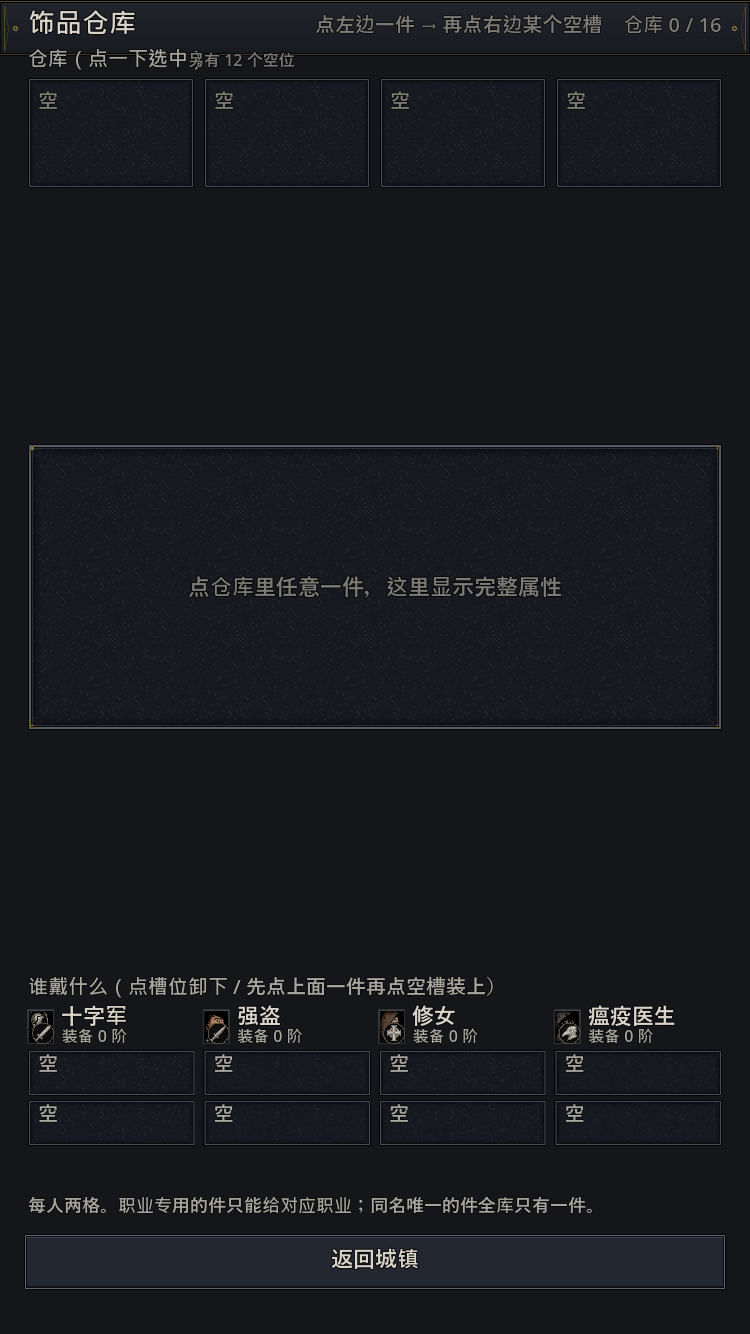 饰品仓库
点左边一件 → 再点右边某个空槽 仓库 0 / 16
仓库 ( 点一下选中
另有 12 个空位
空 空 空 空
点仓库里任意一件，这里显示完整属性
谁戴什么 ( 点槽位卸下 / 先点上面一件再点空槽装上）
十字军 强盗 修女 瘟疫医生
装备 0 阶 装备 0 阶 装备 0 阶 装备 0 阶
空 空 空 空
空 空 空 空
每人两格。职业专用的件只能给对应职业；同名唯一的件全库只有一件。
返回城镇